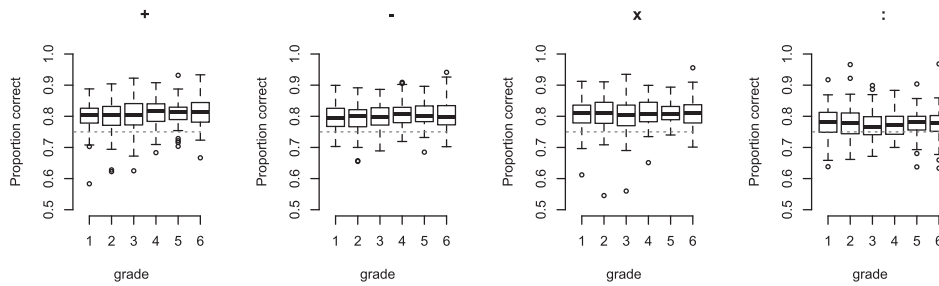 + - x :
Proportion correct Proportion correct Proportion correct Proportion correct
1.0 1.0 1.0 1.0
0.9 0.9 0.9 0.9
0.8 0.8 0.8 0.8
0.7 0.7 0.7 0.7
0.6 0.6 0.6 0.6
0.5 0.5 0.5 0.5
1 2 3 4 5 6 1 2 3 4 5 6 1 2 3 4 5 6 1 2 3 4 5 6
grade grade grade grade